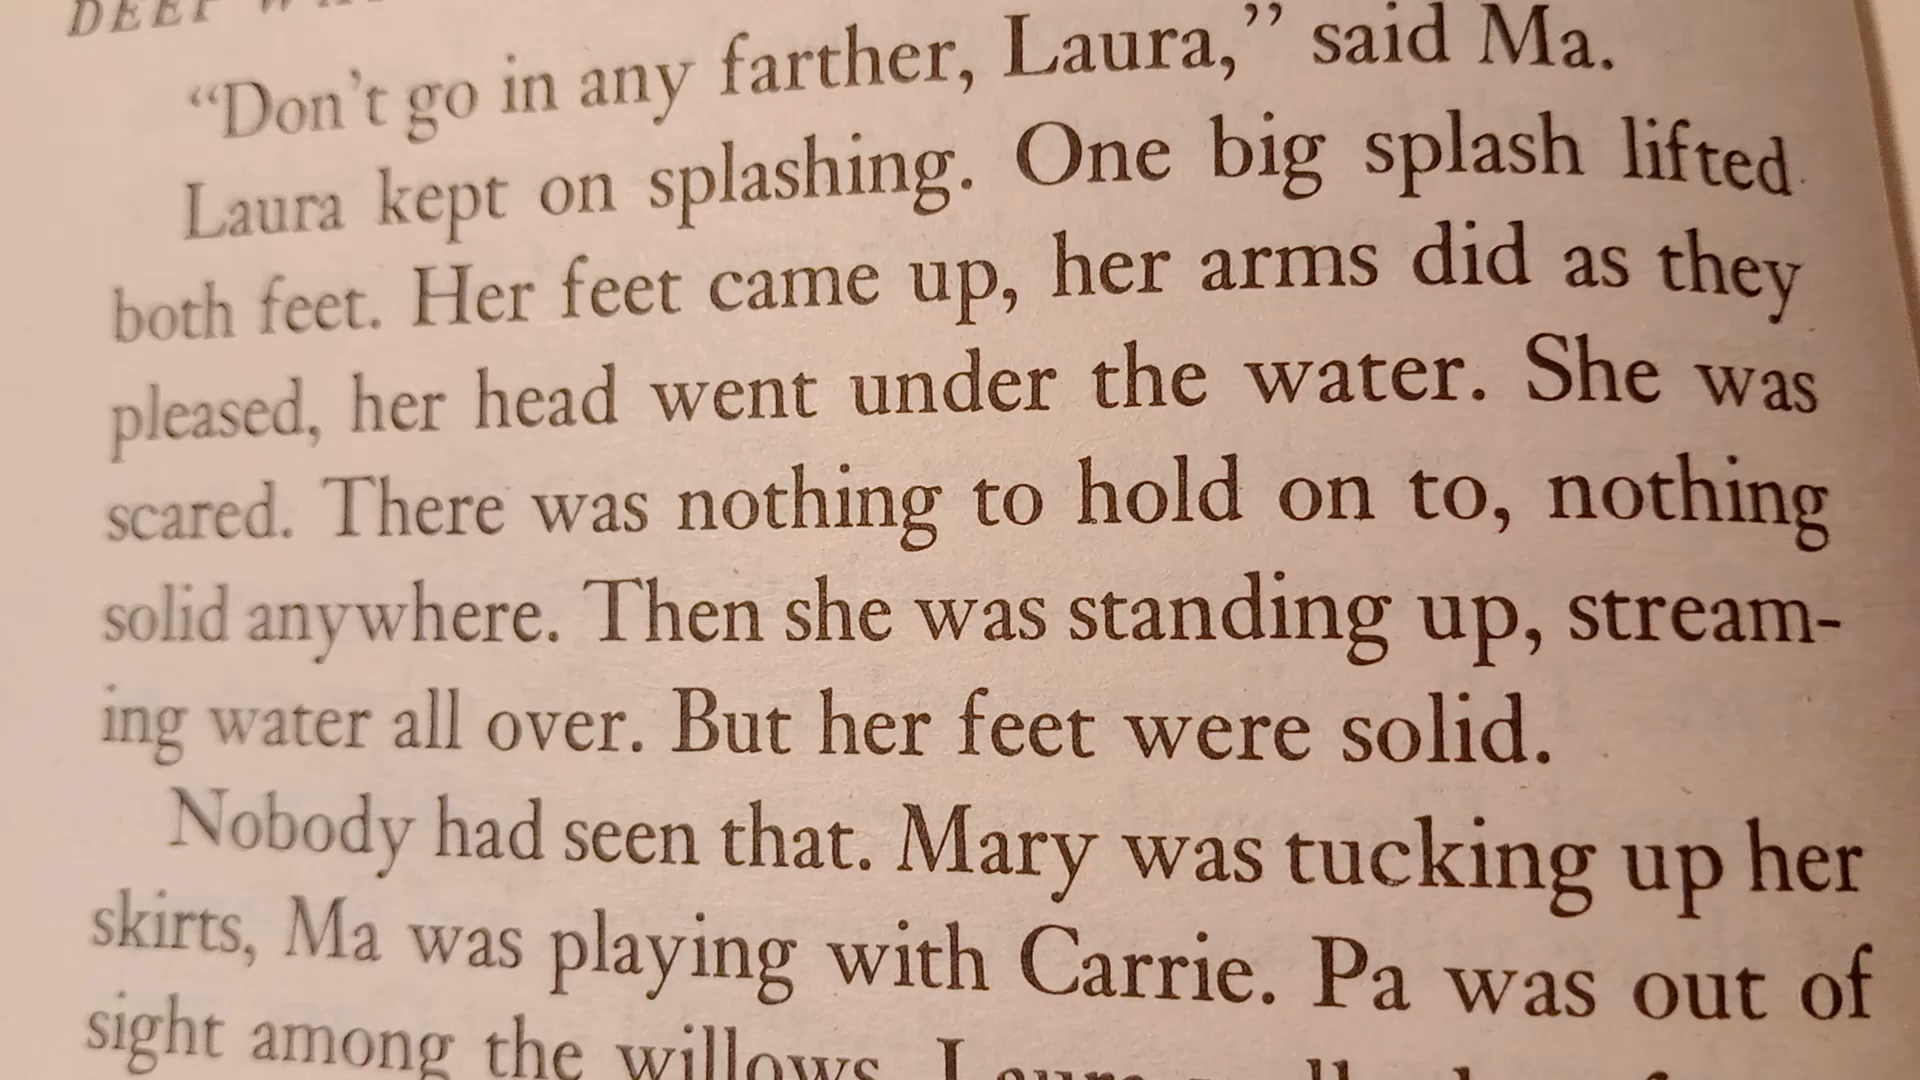 DEEP
“Don't go in any farther, Laura,” said Ma.
Laura kept on splashing. One big splash lifted
both feet. Her feet came up, her arms did as they
pleased, her head went under the water. She was
scared. There was nothing to hold on to, nothing
solid anywhere. Then she was standing up, stream-
ing water all over. But her feet were solid.
Nobody had seen that. Mary was tucking up her
skirts, Ma was playing with Carrie. Pa was out of
sight among the willows. Laura